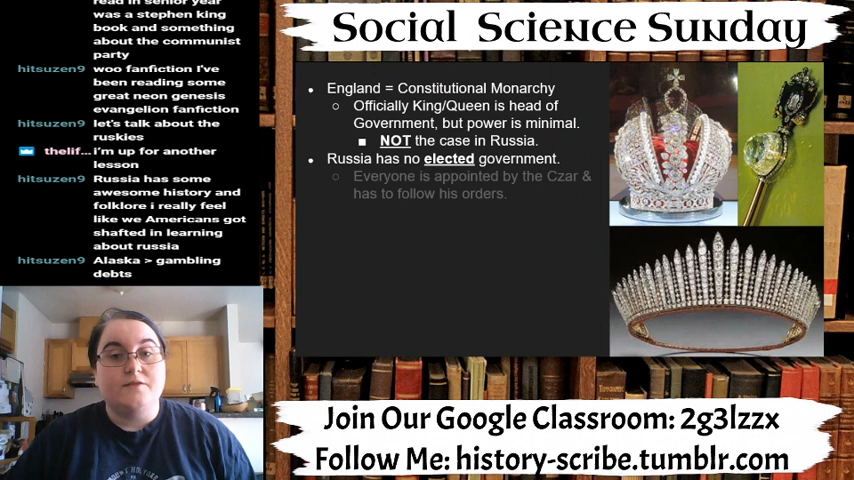 read in senior year
was a stephen king
book and something
about the communist
party
hitsuzen9 woo fanfiction I've
been reading some
great neon genesis
evangelion fanfiction
hitsuzen9 let's talk about the
ruskies
thelif... i'm up for another
lesson
hitsuzen9 Russia has some
awesome history and
folklore i really feel
like we Americans got
shafted in learning
about russia
hitsuzen9 Alaska > gambling
debts
Social Science Sunday
England = Constitutional Monarchy
Officially King/Queen is head of
Government, but power is minimal.
NOT the case in Russia.
Russia has no elected government.
Everyone is appointed by the Czar &
has to follow his orders.
Join Our Google Classroom: 2g3lzzx
Follow Me: history-scribe.tumblr.com